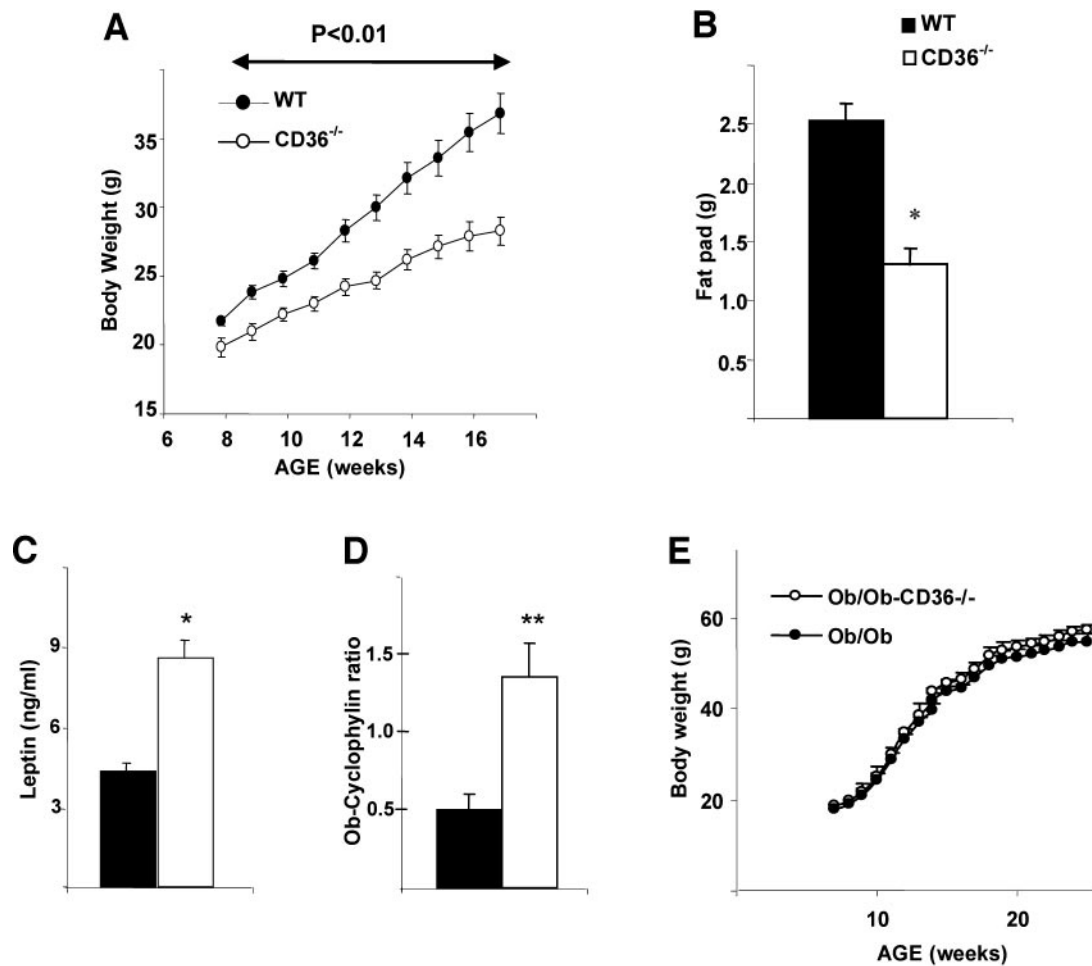 A
P<0.01
WT
CD36-/-
35
30
25
20
15
Body Weight (g)
6 8 10 12 14 16
AGE (weeks)
B
WT
CD36-/-
2.5
2.0
1.5
1.0
0.5
Fat pad (g)
*
C
9
6
3
Leptin (ng/ml)
*
D
1.5
1.0
0.5
Ob-Cyclophylin ratio
**
E
Ob/Ob-CD36-/-
Ob/Ob
60
40
20
Body weight (g)
10 20
AGE (weeks)